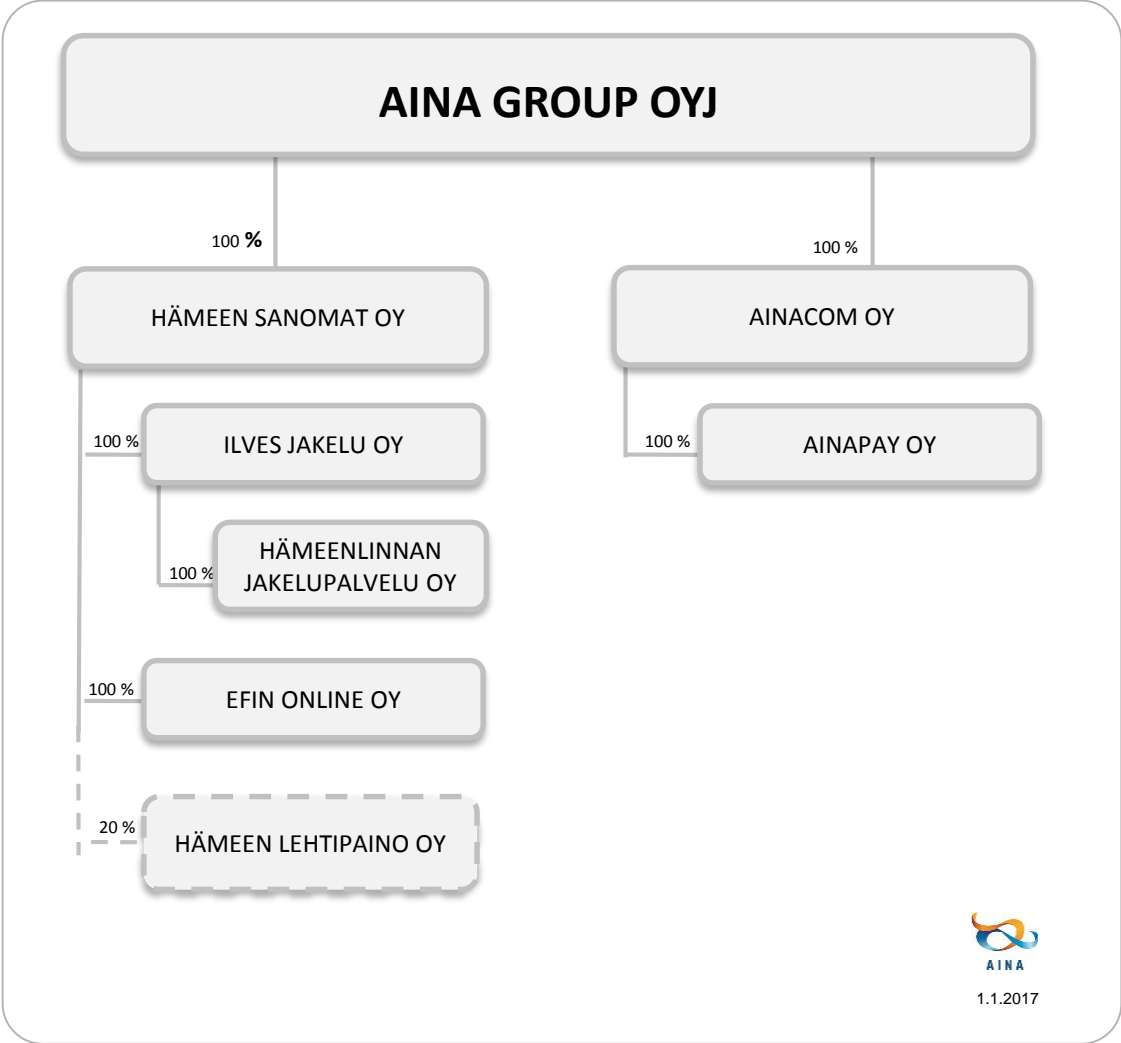 AINA GROUP OYJ
100 %
100 %
HÄMEEN SANOMAT OY
AINACOM OY
100 %
ILVES JAKELU OY
100 %
AINAPAY OY
100 %
HÄMEENLINNAN
JAKELUPALVELU OY
100 %
EFIN ONLINE OY
20 %
HÄMEEN LEHTIPAINO OY
AINA
1.1.2017